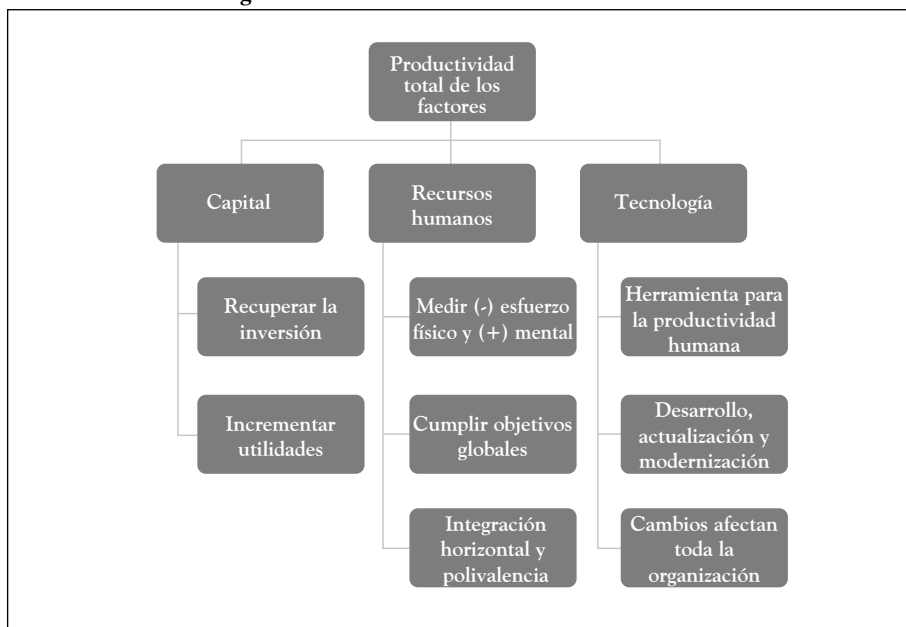 Productividad
total de los
factores
Capital
Recursos
humanos
Tecnología
Recuperar la
inversión
Medir (-) esfuerzo
físico y (+) mental
Herramienta para
la productividad
humana
Incrementar
utilidades
Cumplir objetivos
globales
Desarrollo,
actualización y
modernización
Integración
horizontal y
polivalencia
Cambios afectan
toda la
organización